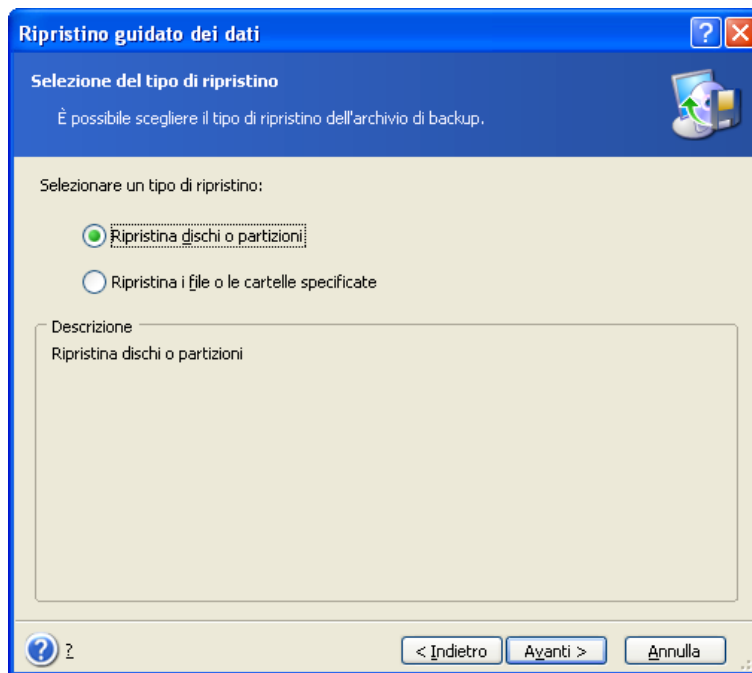 Ripristino guidato dei dati
?
Selezione del tipo di ripristino
È possibile scegliere il tipo di ripristino dell'archivio di backup.
Selezionare un tipo di ripristino:
Ripristina dischi o partizioni
Ripristina i file o le cartelle specificate
Descrizione
Ripristina dischi o partizioni
? ?
< Indietro
Avanti >
Annulla